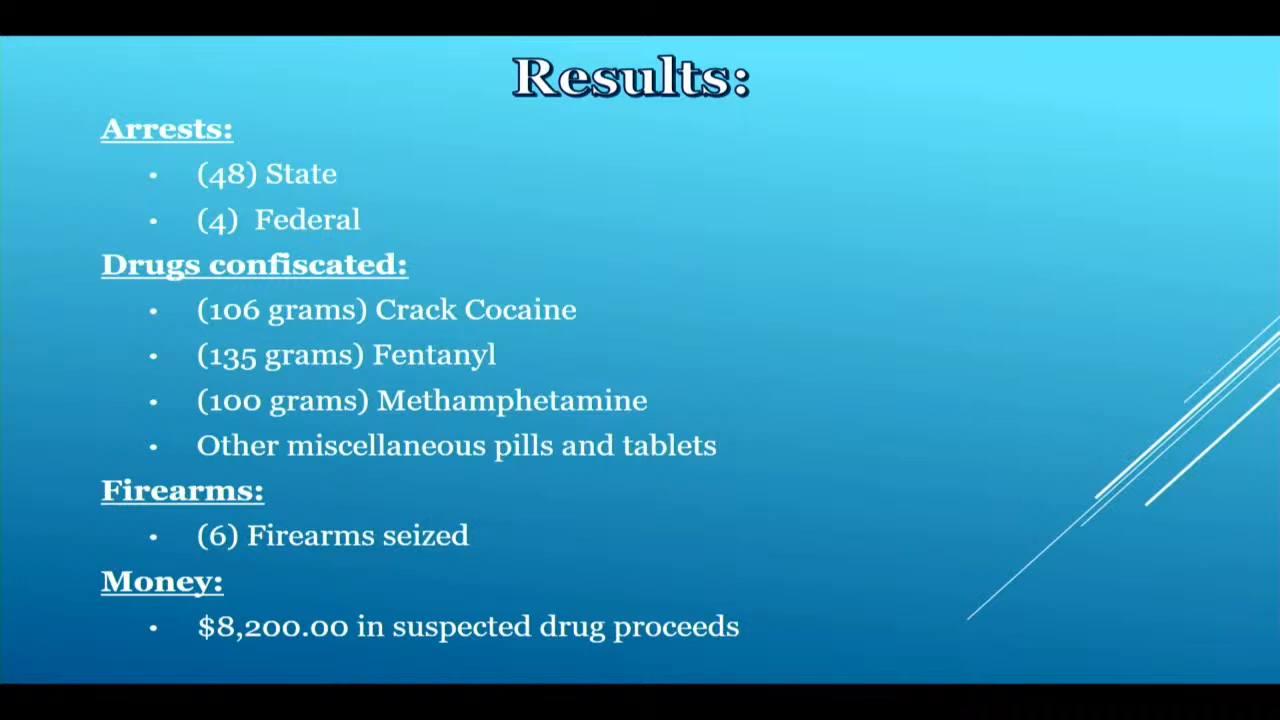 Results:
Arrests:
• (48) State
• (4) Federal
Drugs confiscated:
• (106 grams) Crack Cocaine
• (135 grams) Fentanyl
• (100 grams) Methamphetamine
• Other miscellaneous pills and tablets
Firearms:
• (6) Firearms seized
Money:
• $8,200.00 in suspected drug proceeds